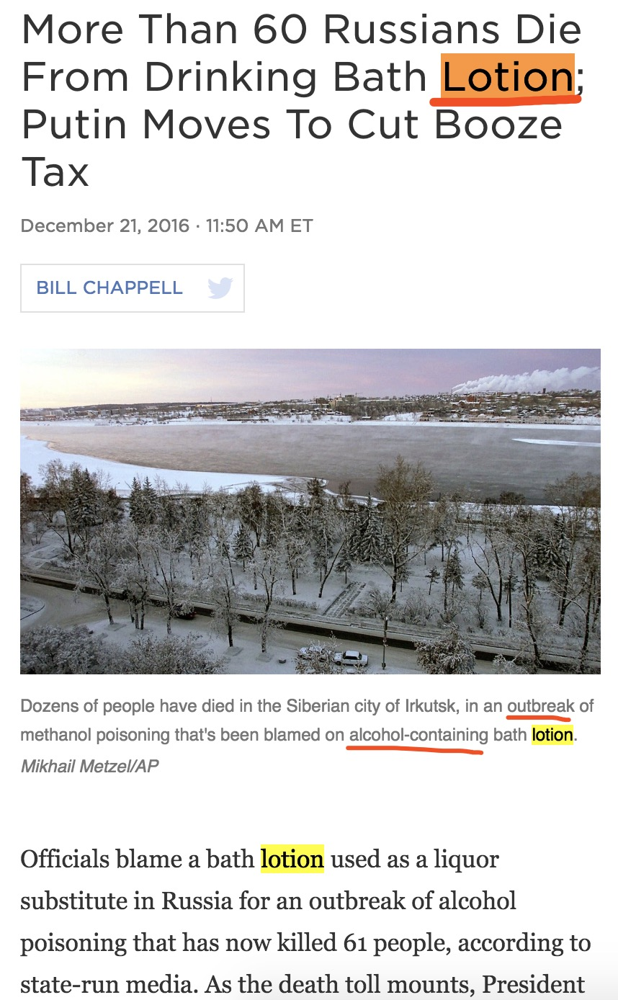 More Than 60 Russians Die
From Drinking Bath Lotion;
Putin Moves To Cut Booze
Tax
December 21, 2016 · 11:50 AM ET
BILL CHAPPELL
Dozens of people have died in the Siberian city of Irkutsk, in an outbreak of
methanol poisoning that's been blamed on alcohol-containing bath lotion.
Mikhail Metzel/AP
Officials blame a bath lotion used as a liquor
substitute in Russia for an outbreak of alcohol
poisoning that has now killed 61 people, according to
state-run media. As the death toll mounts, President